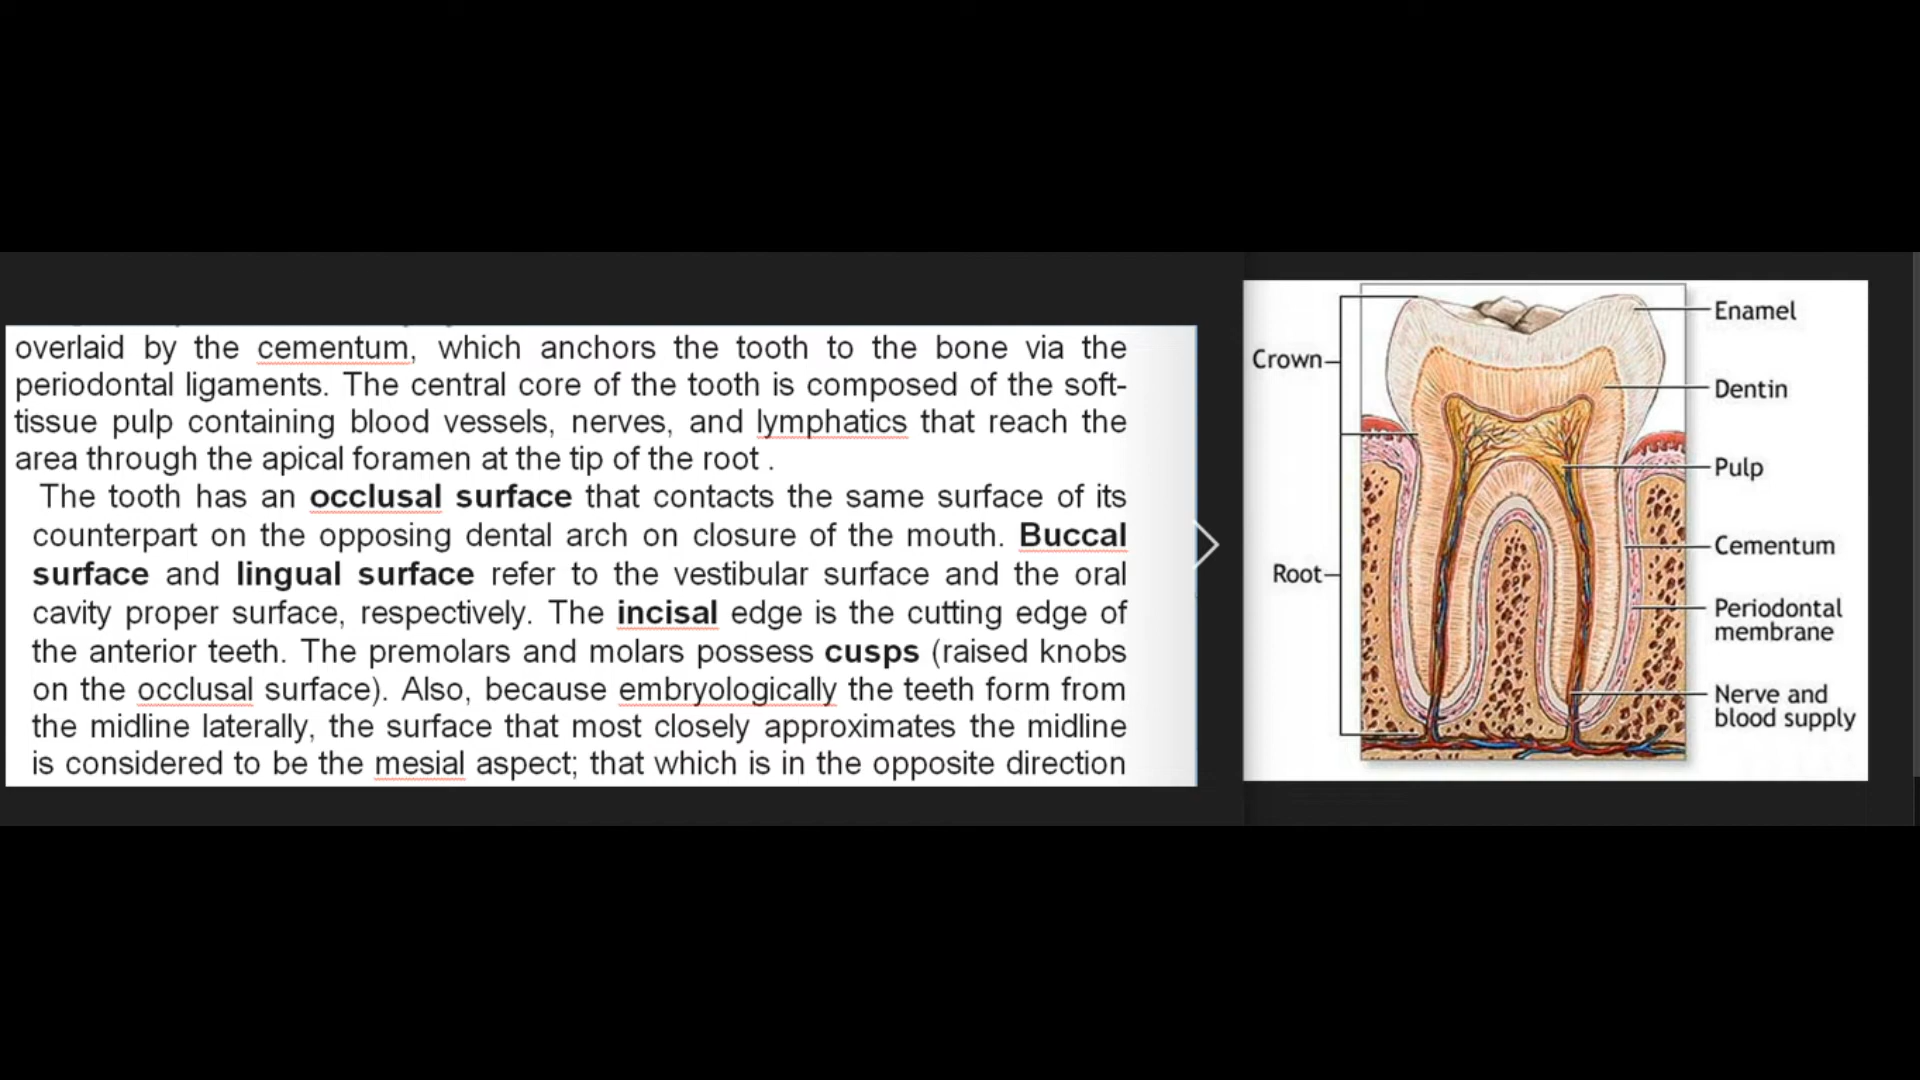 overlaid by the cementum, which anchors the tooth to the bone via the
periodontal ligaments. The central core of the tooth is composed of the soft-
tissue pulp containing blood vessels, nerves, and lymphatics that reach the
area through the apical foramen at the tip of the root .
The tooth has an occlusal surface that contacts the same surface of its
counterpart on the opposing dental arch on closure of the mouth. Buccal
surface and lingual surface refer to the vestibular surface and the oral
cavity proper surface, respectively. The incisal edge is the cutting edge of
the anterior teeth. The premolars and molars possess cusps (raised knobs
on the occlusal surface). Also, because embryologically the teeth form from
the midline laterally, the surface that most closely approximates the midline
is considered to be the mesial aspect; that which is in the opposite direction
Crown
Root
Enamel
Dentin
Pulp
Cementum
Periodontal
membrane
Nerve and
blood supply